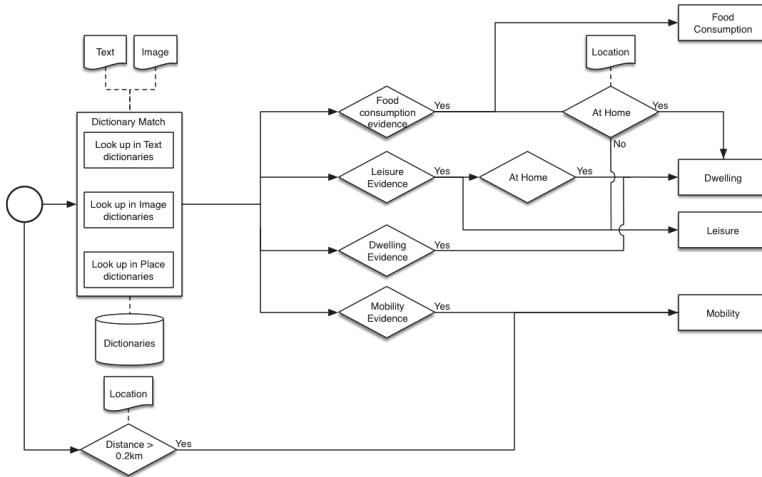 Text
Image
Food
Consumption
Location
Dictionary Match
Food
consumption
evidence
Yes
At Home
Yes
Look up in Text
dictionaries
No
Leisure
Evidence
Yes
At Home
Yes
Dwelling
Look up in Image
dictionaries
Leisure
Dwelling
Evidence
Yes
Look up in Place
dictionaries
Mobility
Evidence
Yes
Mobility
Dictionaries
Location
Distance >
0.2km
Yes